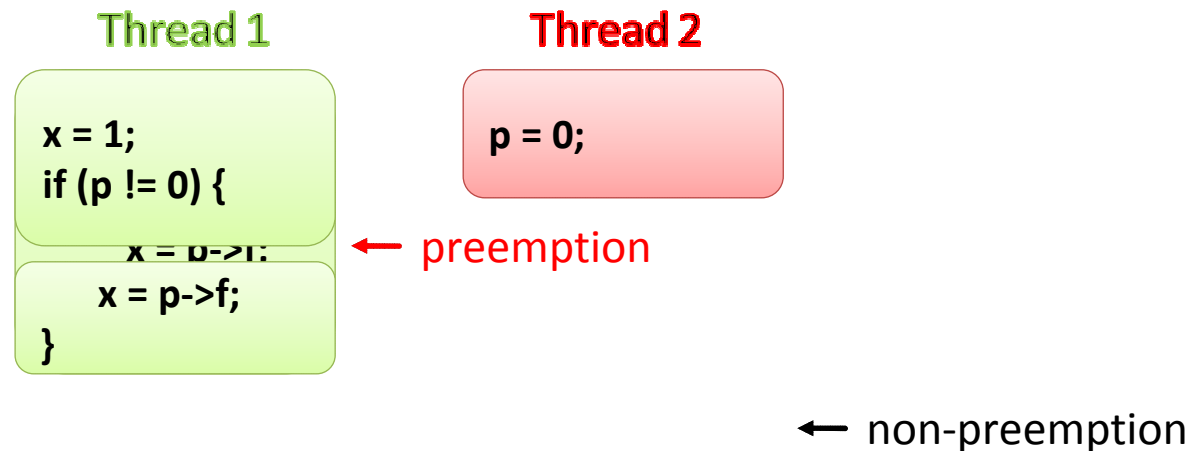 Thread 1
Thread 2
x = 1;
if (p != 0) {
p = 0;
x = p->f;
preemption
x = p->f;
}
non-preemption